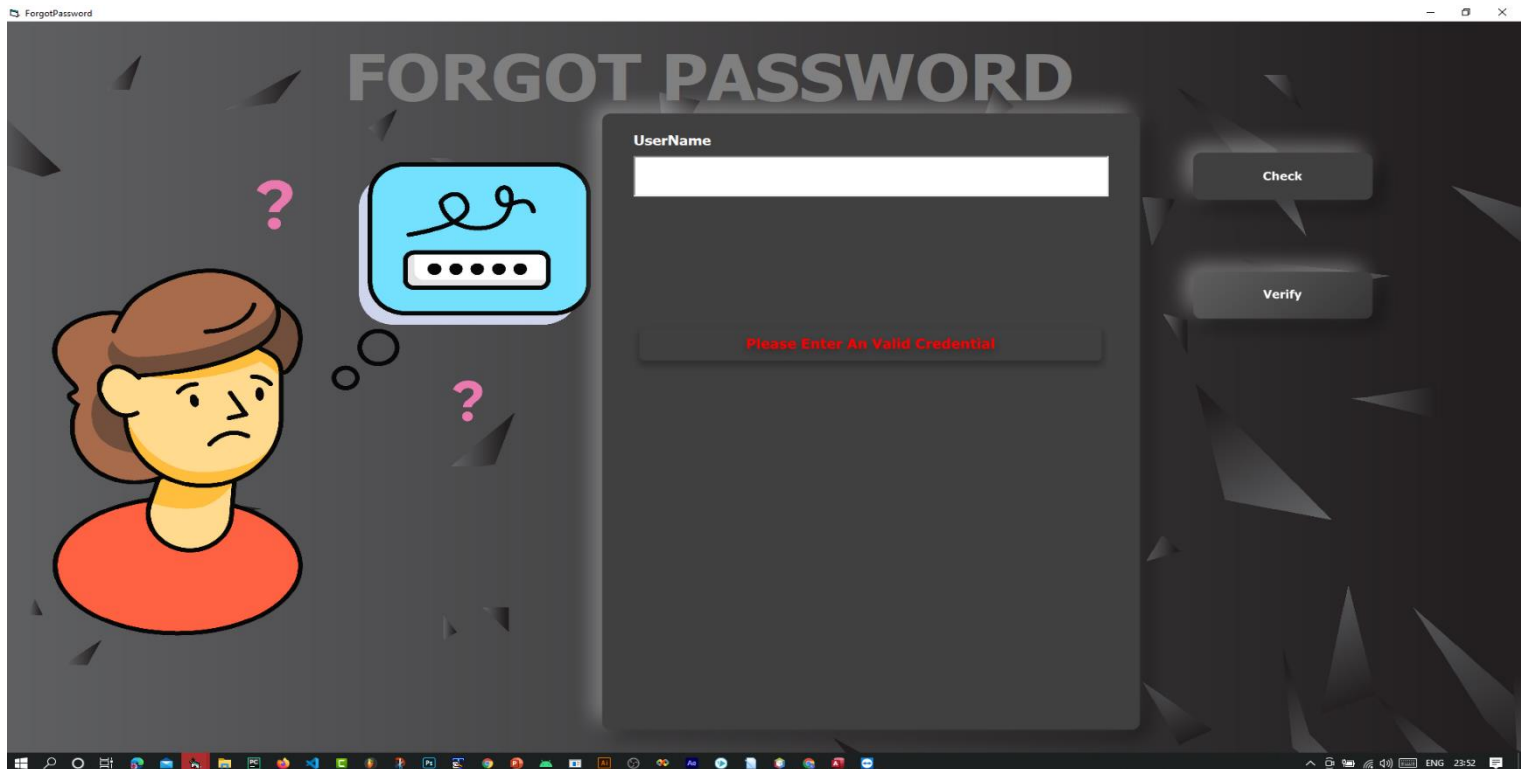 ForgotPassword
FORGOT PASSWORD
UserName
Check
Verify
Please Enter An Valid Credential
ENG 23:52